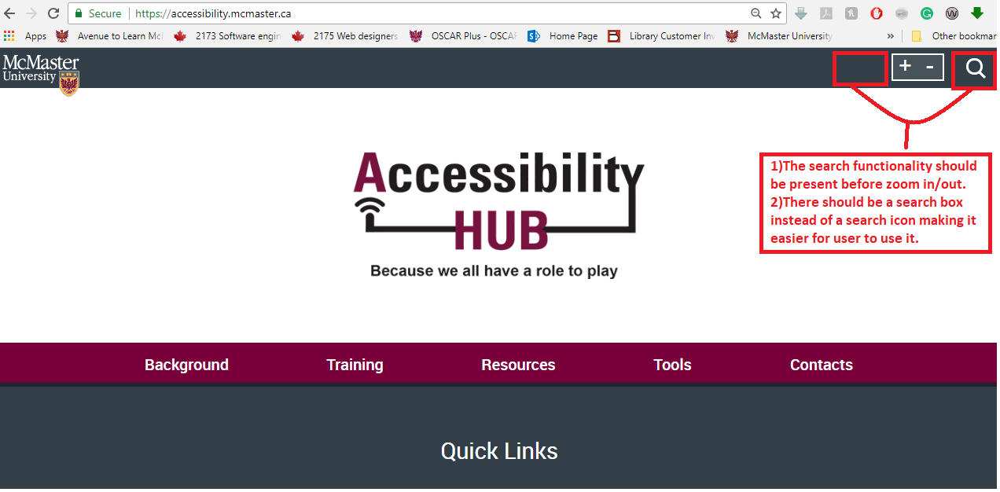 Secure https://accessibility.mcmaster.ca
Apps Avenue to Learn Mc 2173 Software engin 2175 Web designers OSCAR Plus - OSCA Home Page Library Customer Inv McMaster University » Other bookmar
McMaster
University
+ -
1)The search functionality should
be present before zoom in/out.
2)There should be a search box
instead of a search icon making it
easier for user to use it.
Accessibility
HUB
Because we all have a role to play
Background Training Resources Tools Contacts
Quick Links